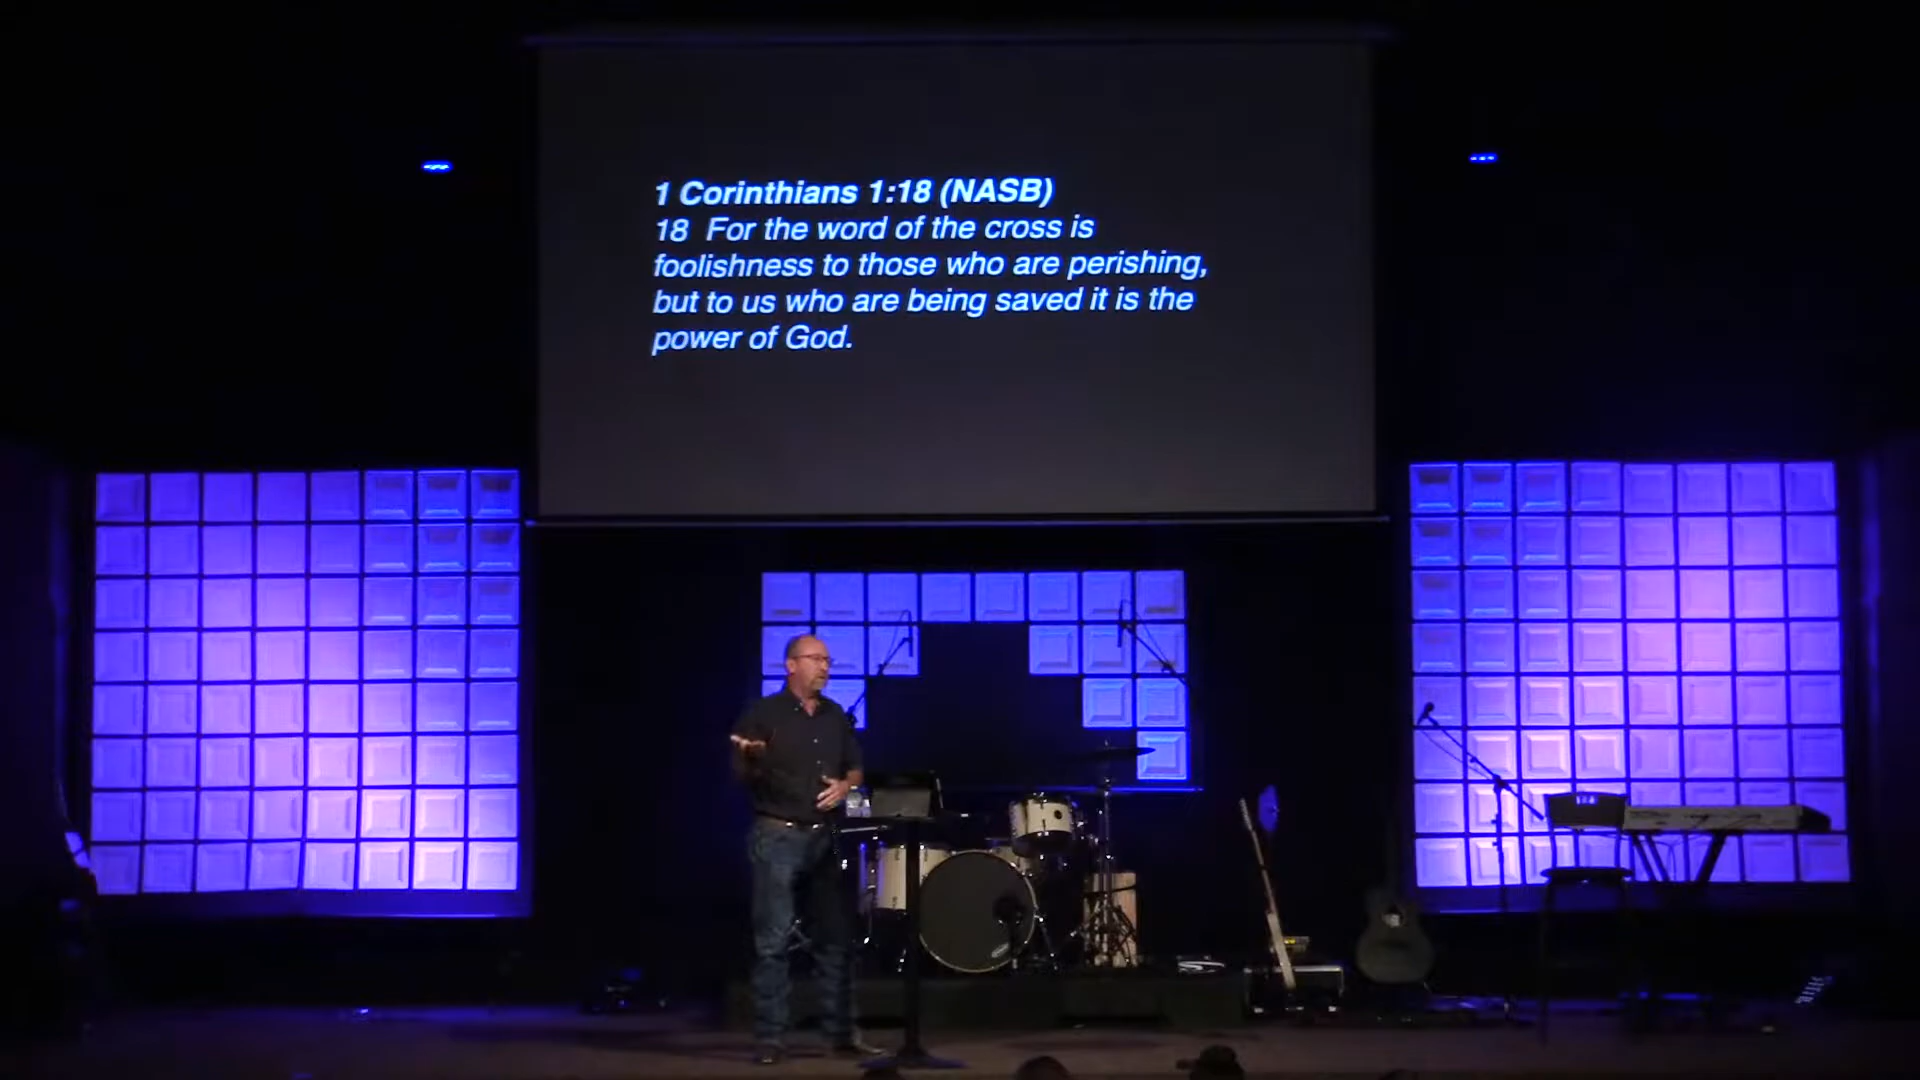 1 Corinthians 1:18 (NASB)
18 For the word of the cross is
foolishness to those who are perishing,
but to us who are being saved it is the
power of God.